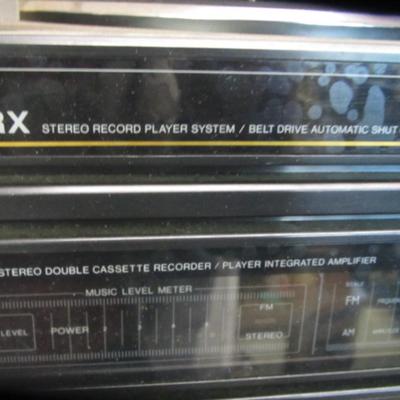 RX STEREO RECORD PLAYER SYSTEM / BELT DRIVE AUTOMATIC SHUT
STEREO DOUBLE CASSETTE RECORDER / PLAYER INTEGRATED AMPLIFIER
MUSIC LEVEL METER
SCALE
FM
FM
LEVEL
POWER
STEREO
AM